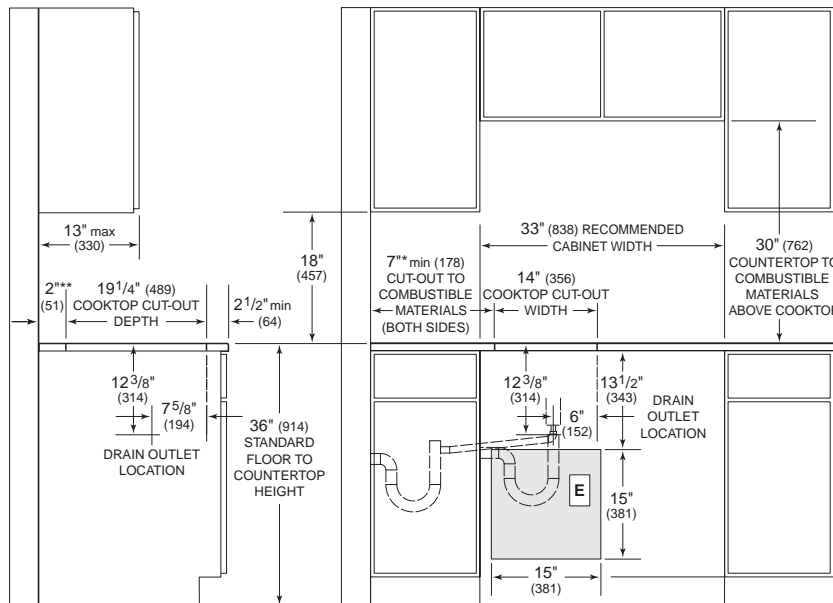 13" max
(330)
18"
(457)
2"**
(51)
19 1/4" (489)
COOKTOP CUT-OUT
DEPTH
2 1/2" min
(64)
12 3/8"
(314)
7 5/8"
(194)
DRAIN OUTLET
LOCATION
36" (914)
STANDARD
FLOOR TO
COUNTERTOP
HEIGHT
33" (838) RECOMMENDED
CABINET WIDTH
7"* min (178)
CUT-OUT TO
COMBUSTIBLE
MATERIALS
(BOTH SIDES)
14" (356)
COOKTOP CUT-OUT
WIDTH
30" (762)
COUNTERTOP TO
COMBUSTIBLE
MATERIALS
ABOVE COOKTOP
12 3/8"
(314)
6"
(152)
13 1/2"
(343)
DRAIN
OUTLET
LOCATION
E
15"
(381)
15"
(381)